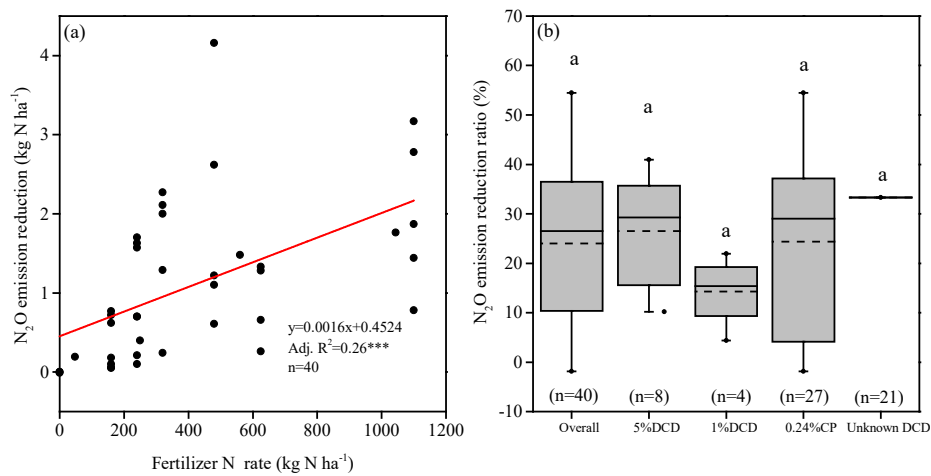 (a)
4
3
2
1
0
N₂O emission reduction (kg N ha⁻¹)
y=0.0016x+0.4524
Adj. R²=0.26***
n=40
0 200 400 600 800 1000 1200
Fertilizer N rate (kg N ha⁻¹)
(b)
70
60
50
40
30
20
10
0
-10
N₂O emission reduction ratio (%)
a a a a a
(n=40) (n=8) (n=4) (n=27) (n=21)
Overall 5%DCD 1%DCD 0.24%CP Unknown DCD